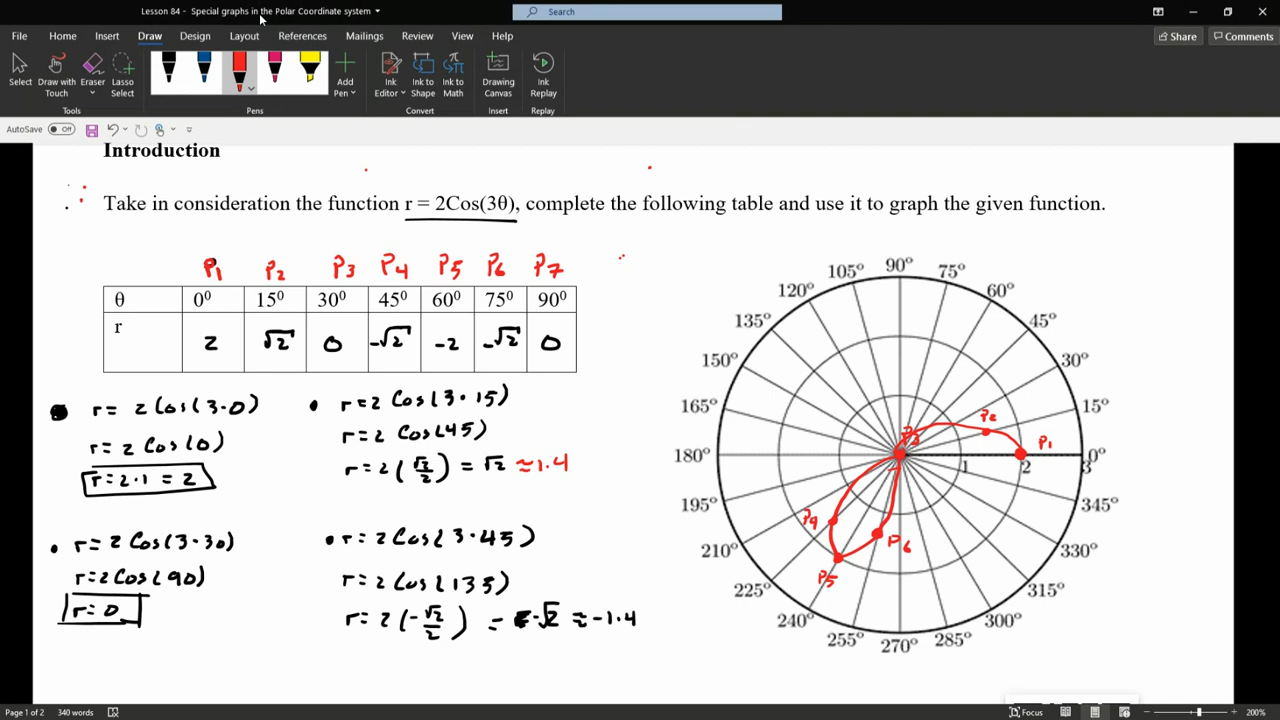 Lesson 84 - Special graphs in the Polar Coordinate system
Search
File Home Insert Draw Design Layout References Mailings Review View Help
Share Comments
Select Draw with Touch Eraser Lasso Select
Add Pen
Ink Editor Ink to Shape Ink to Math Drawing Canvas Ink Replay
Tools Pens Convert Insert Replay
AutoSave Off
Introduction
Take in consideration the function r = 2Cos(3θ), complete the following table and use it to graph the given function.
P1 P2 P3 P4 P5 P6 P7
θ 0⁰ 15⁰ 30⁰ 45⁰ 60⁰ 75⁰ 90⁰
r 2 √2 0 -√2 -2 -√2 0
r = 2 Cos(3·0)
r = 2 Cos(0)
r = 2·1 = 2
r = 2 Cos(3·15)
r = 2 Cos(45)
r = 2 (√2/2) = √2 ≈ 1.4
r = 2 Cos(3·30)
r = 2 Cos(90)
r = 0
r = 2 Cos(3·45)
r = 2 Cos(135)
r = 2 (-√2/2) = -√2 ≈ -1.4
90°
105° 75°
120° 60°
135° 45°
150° 30°
165° 15°
180° 0°
1 2 3
195° 345°
210° 330°
225° 315°
240° 300°
255° 285°
270°
P1
P2
P3
P4
P5
P6
Page 1 of 2 340 words
Focus
200%